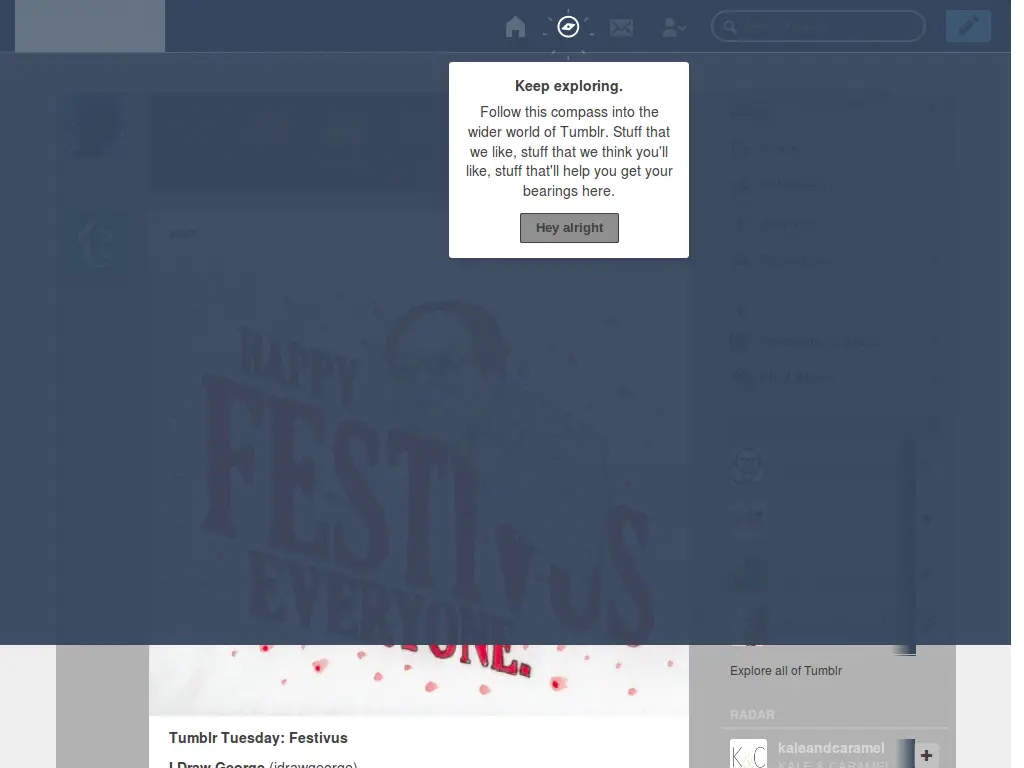 Keep exploring.
Follow this compass into the
wider world of Tumblr. Stuff that
we like, stuff that we think you'll
like, stuff that'll help you get your
bearings here.
Hey alright
HAPPY
FESTIVUS
EVERYONE.
Explore all of Tumblr
RADAR
kaleandcaramel
K&C
KALE & CARAMEL
Tumblr Tuesday: Festivus
I Draw George (idrawgeorge)